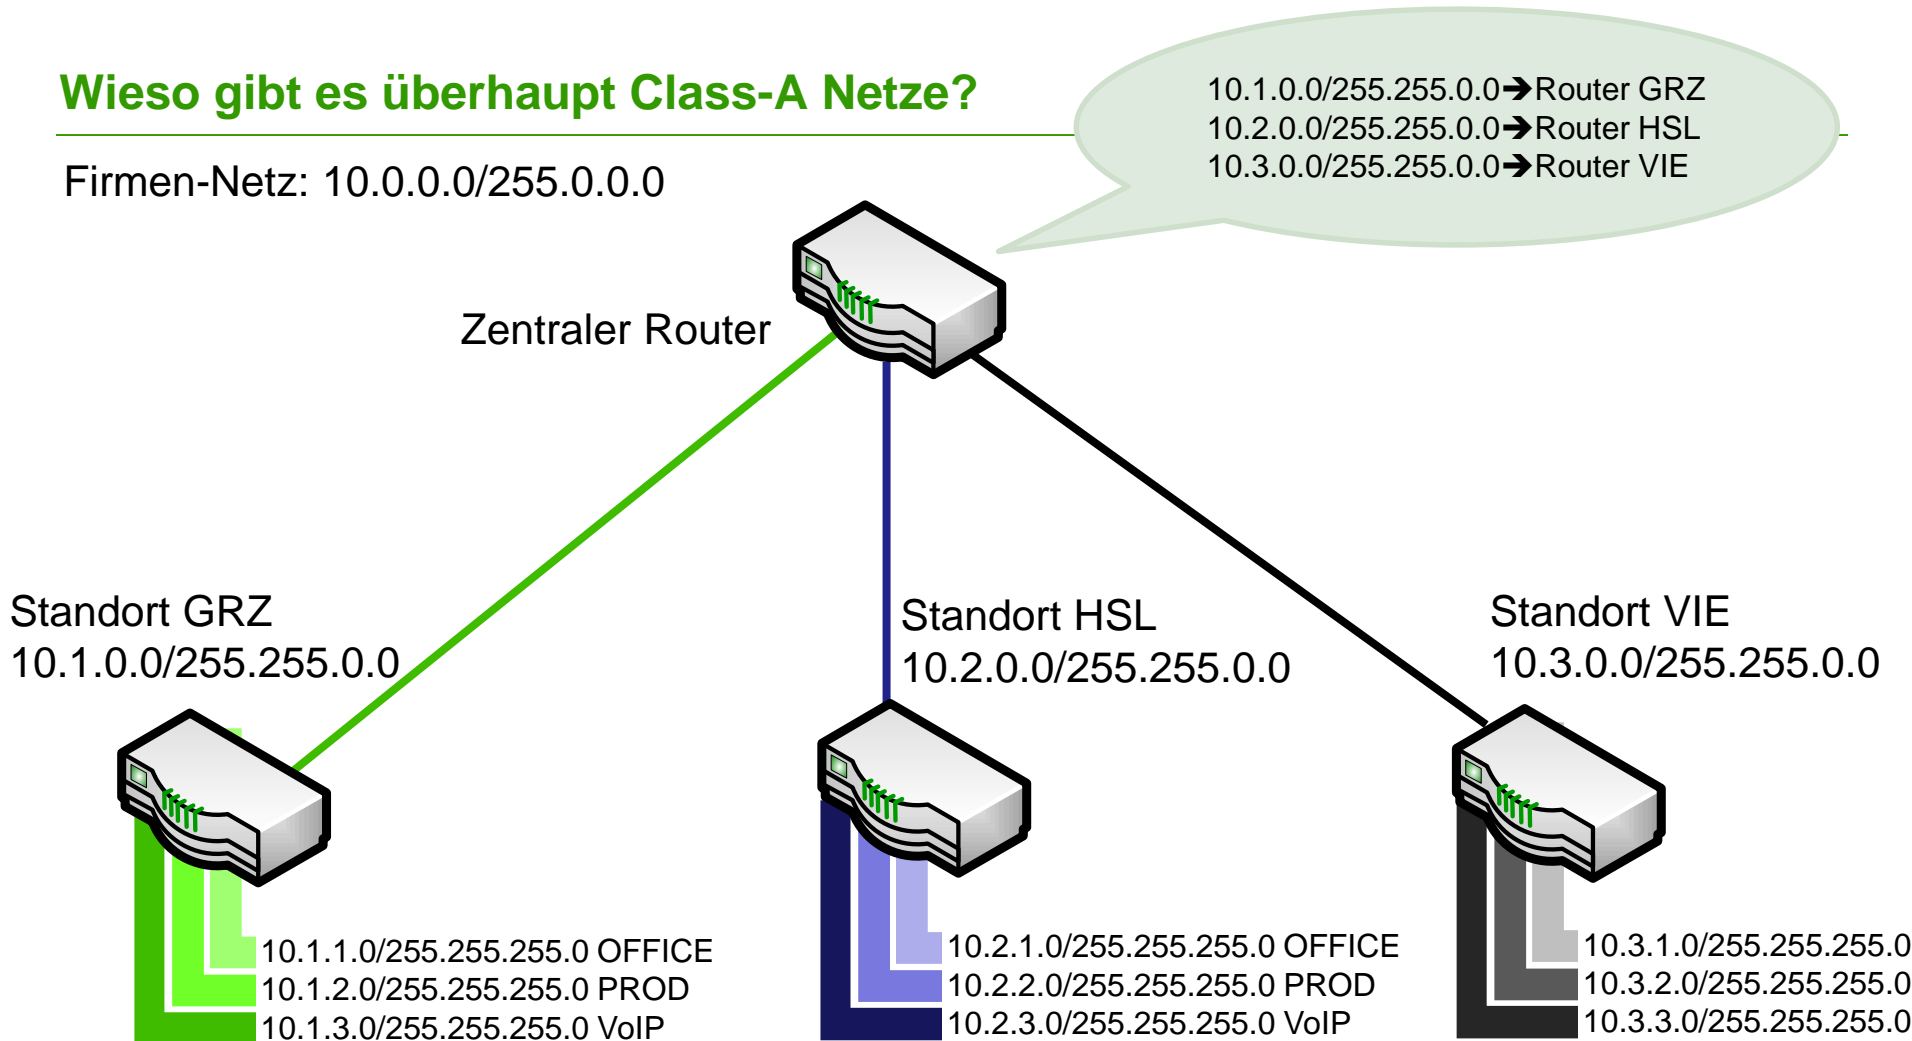 Wieso gibt es überhaupt Class-A Netze?
10.1.0.0/255.255.0.0➔Router GRZ
10.2.0.0/255.255.0.0➔Router HSL
10.3.0.0/255.255.0.0➔Router VIE
Firmen-Netz: 10.0.0.0/255.0.0.0
Zentraler Router
Standort GRZ
10.1.0.0/255.255.0.0
Standort HSL
10.2.0.0/255.255.0.0
Standort VIE
10.3.0.0/255.255.0.0
10.1.1.0/255.255.255.0 OFFICE
10.1.2.0/255.255.255.0 PROD
10.1.3.0/255.255.255.0 VoIP
10.2.1.0/255.255.255.0 OFFICE
10.2.2.0/255.255.255.0 PROD
10.2.3.0/255.255.255.0 VoIP
10.3.1.0/255.255.255.0
10.3.2.0/255.255.255.0
10.3.3.0/255.255.255.0